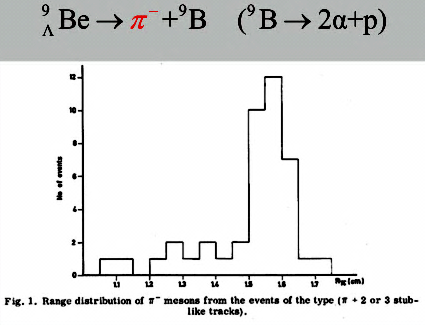 ⁹ΛBe → π⁻ + ⁹B (⁹B → 2α+p)
No of events
12
10
8
6
4
2
0
1.1 1.2 1.3 1.4 1.5 1.6 1.7 Rπ (cm)
Fig. 1. Range distribution of π⁻ mesons from the events of the type (π + 2 or 3 stub-
like tracks).